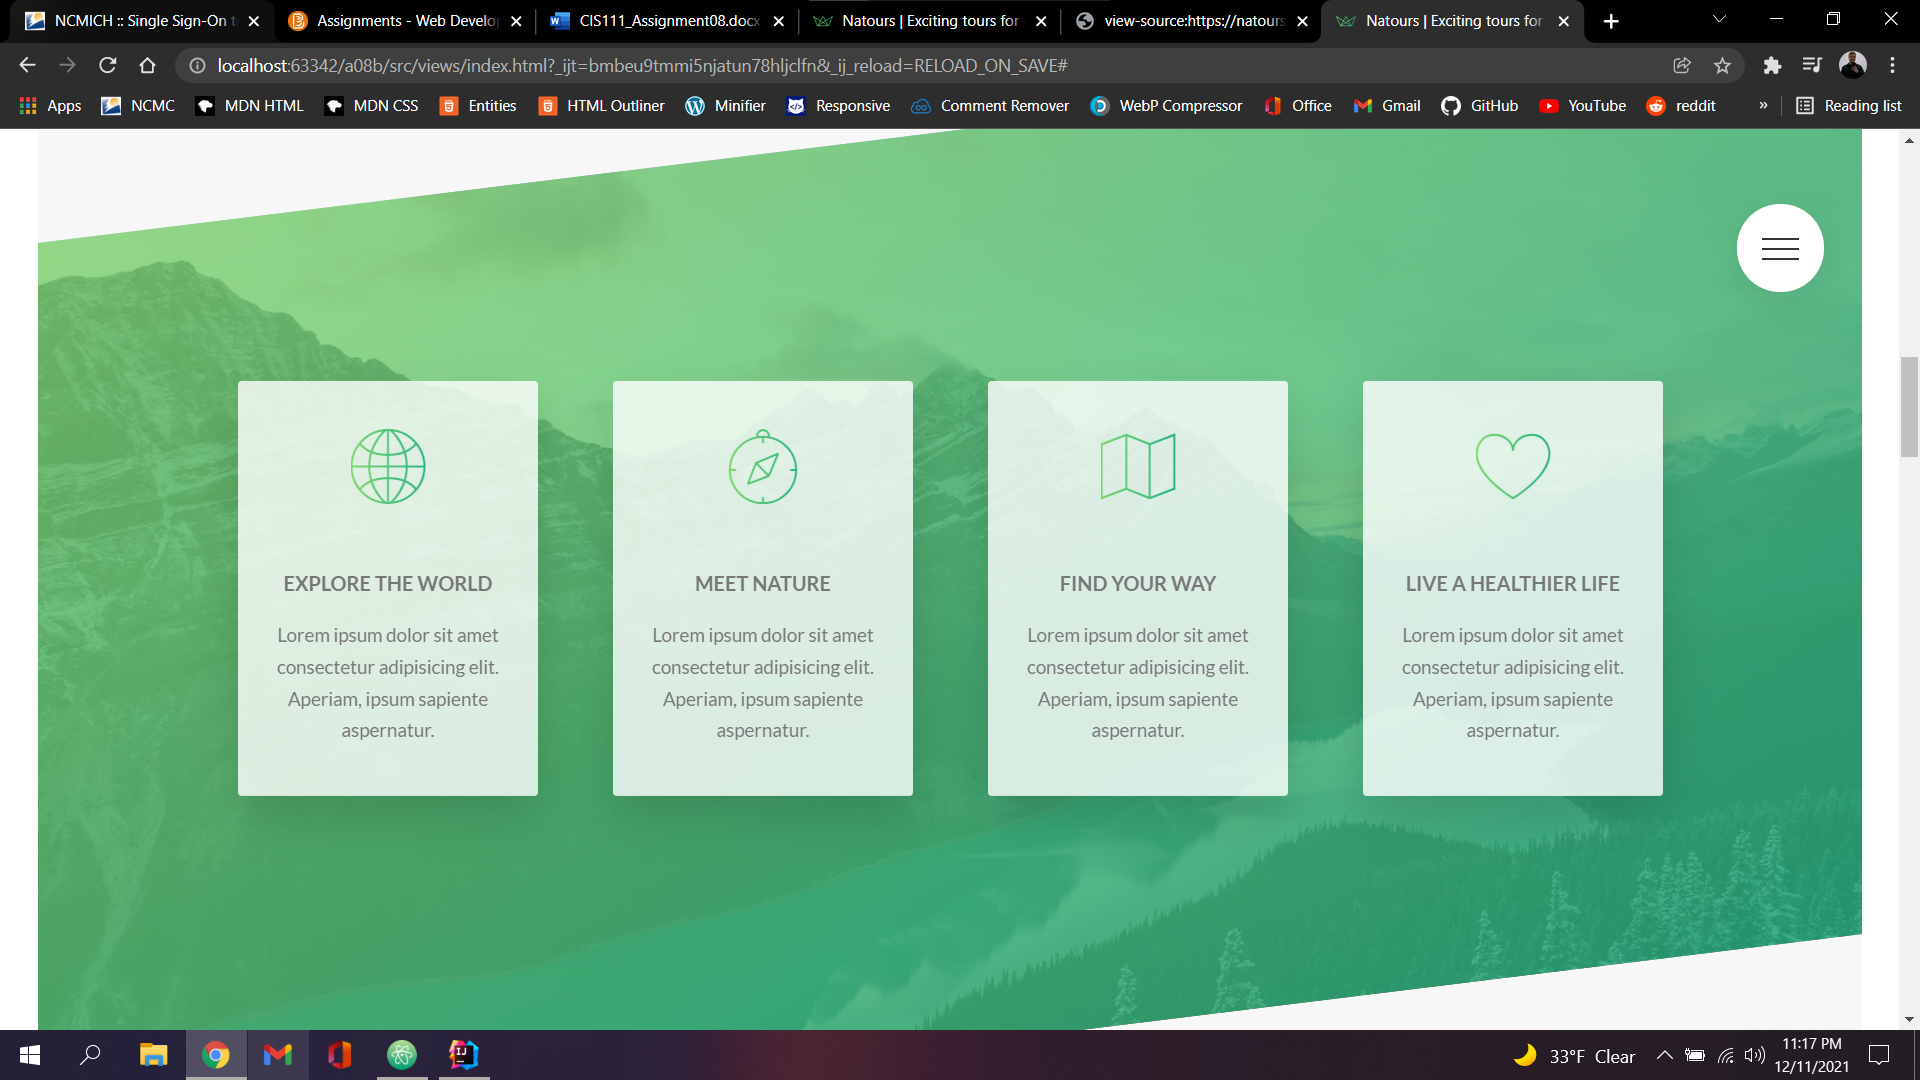 NCMICH :: Single Sign-On
Assignments - Web Develop
CIS111_Assignment08.docx
Natours | Exciting tours for
view-source:https://natours
Natours | Exciting tours for
localhost:63342/a08b/src/views/index.html?_ijt=bmbeu9tmmi5njatun78hljclfn&_ij_reload=RELOAD_ON_SAVE#
Apps
NCMC
MDN HTML
MDN CSS
Entities
HTML Outliner
Minifier
Responsive
Comment Remover
WebP Compressor
Office
Gmail
GitHub
YouTube
reddit
»
Reading list
EXPLORE THE WORLD
Lorem ipsum dolor sit amet
consectetur adipisicing elit.
Aperiam, ipsum sapiente
aspernatur.
MEET NATURE
Lorem ipsum dolor sit amet
consectetur adipisicing elit.
Aperiam, ipsum sapiente
aspernatur.
FIND YOUR WAY
Lorem ipsum dolor sit amet
consectetur adipisicing elit.
Aperiam, ipsum sapiente
aspernatur.
LIVE A HEALTHIER LIFE
Lorem ipsum dolor sit amet
consectetur adipisicing elit.
Aperiam, ipsum sapiente
aspernatur.
33°F Clear
11:17 PM
12/11/2021